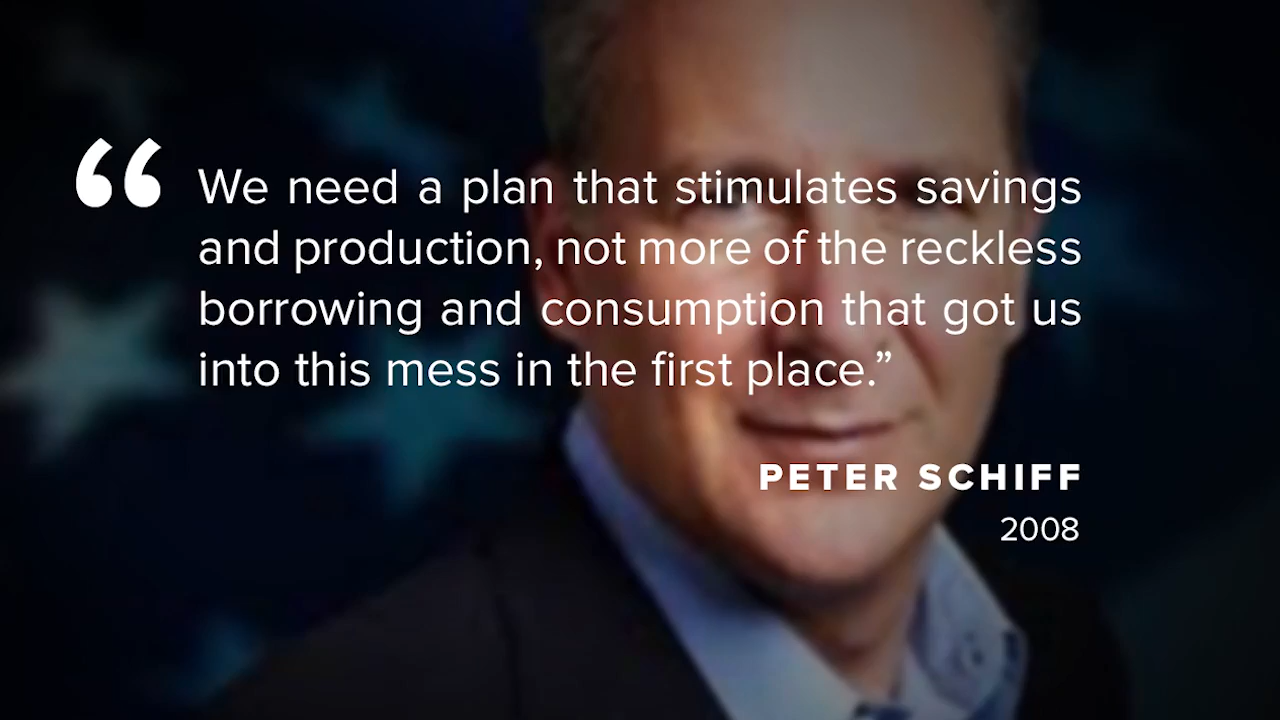 “ We need a plan that stimulates savings
and production, not more of the reckless
borrowing and consumption that got us
into this mess in the first place.”
PETER SCHIFF
2008